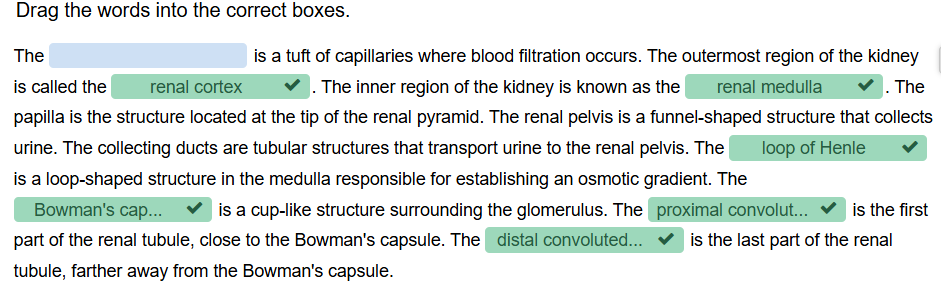 Drag the words into the correct boxes.
The is a tuft of capillaries where blood filtration occurs. The outermost region of the kidney
is called the renal cortex ✔ . The inner region of the kidney is known as the renal medulla ✔ . The
papilla is the structure located at the tip of the renal pyramid. The renal pelvis is a funnel-shaped structure that collects
urine. The collecting ducts are tubular structures that transport urine to the renal pelvis. The loop of Henle ✔
is a loop-shaped structure in the medulla responsible for establishing an osmotic gradient. The
Bowman's cap... ✔ is a cup-like structure surrounding the glomerulus. The proximal convolut... ✔ is the first
part of the renal tubule, close to the Bowman's capsule. The distal convoluted... ✔ is the last part of the renal
tubule, farther away from the Bowman's capsule.